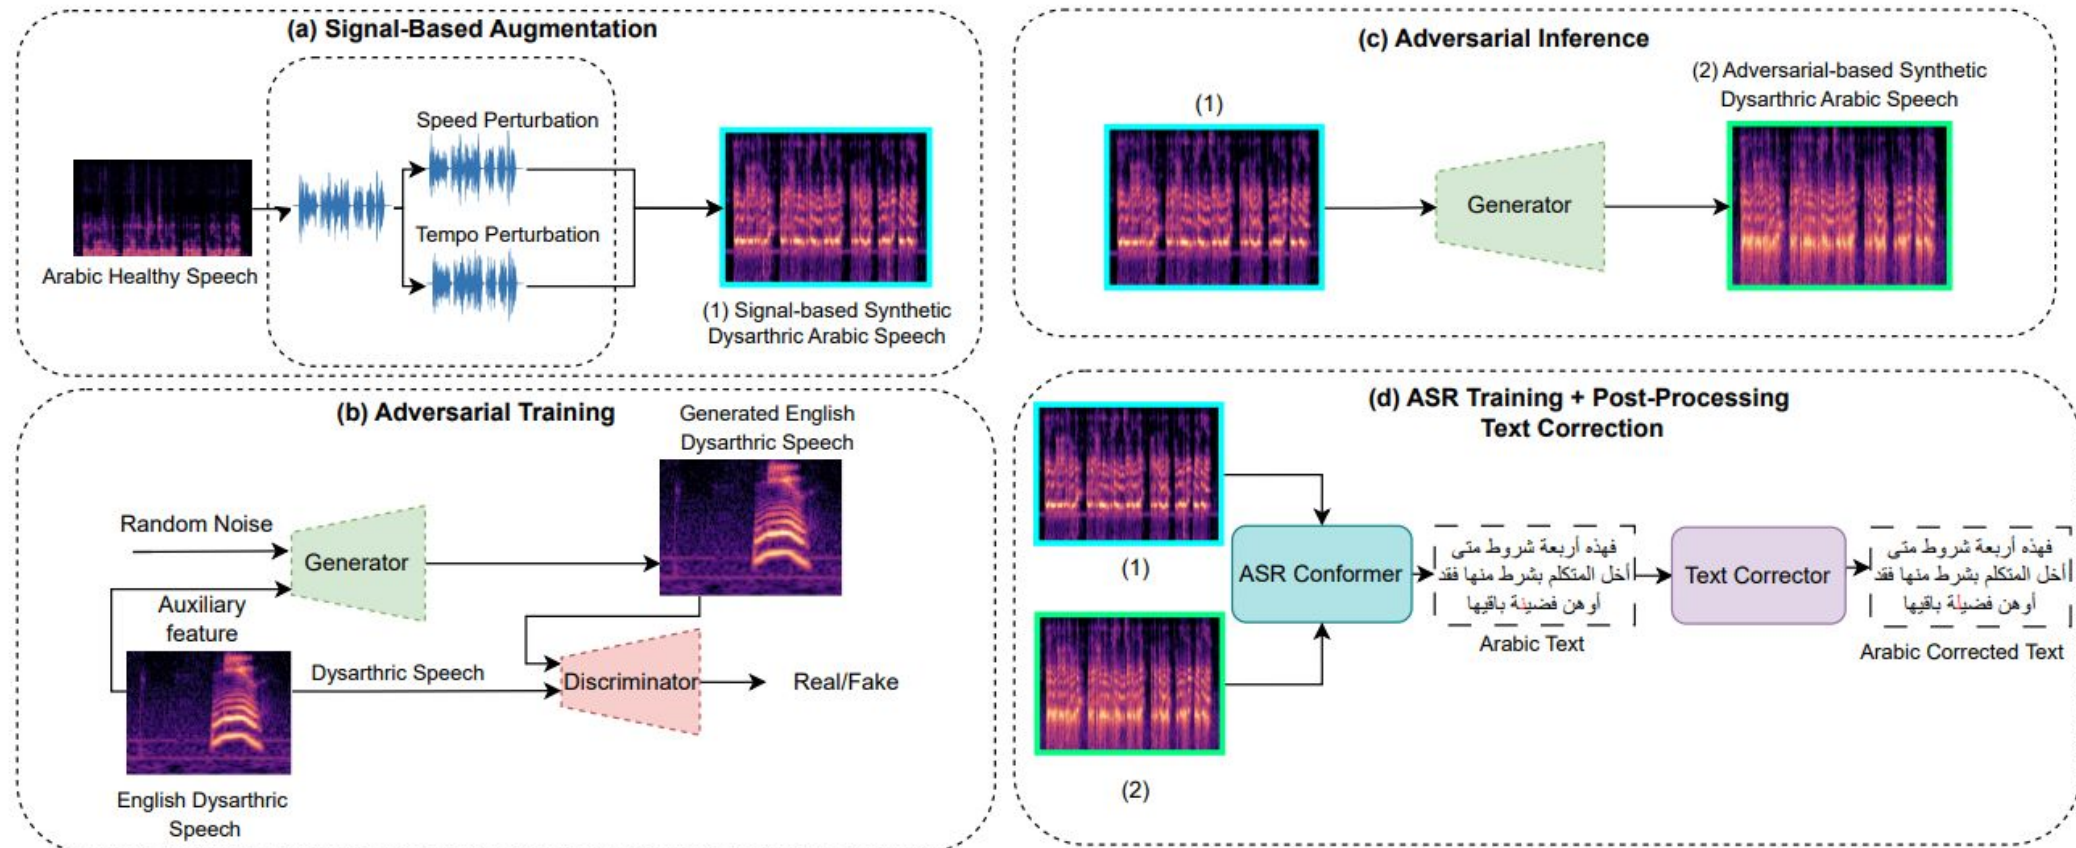 (a) Signal-Based Augmentation
Speed Perturbation
Tempo Perturbation
Arabic Healthy Speech
(1) Signal-based Synthetic
Dysarthric Arabic Speech
(c) Adversarial Inference
(1)
(2) Adversarial-based Synthetic
Dysarthric Arabic Speech
Generator
(b) Adversarial Training
Generated English
Dysarthric Speech
Random Noise
Generator
Auxiliary
feature
Dysarthric Speech
Discriminator
Real/Fake
English Dysarthric
Speech
(d) ASR Training + Post-Processing
Text Correction
(1)
(2)
ASR Conformer
فهذه أربعة شروط متى
أخل المتكلم بشرط منها فقد
أوهن فضينة باقيها
Arabic Text
Text Corrector
فهذه أربعة شروط متى
أخل المتكلم بشرط منها فقد
أوهن فضيلة باقيها
Arabic Corrected Text